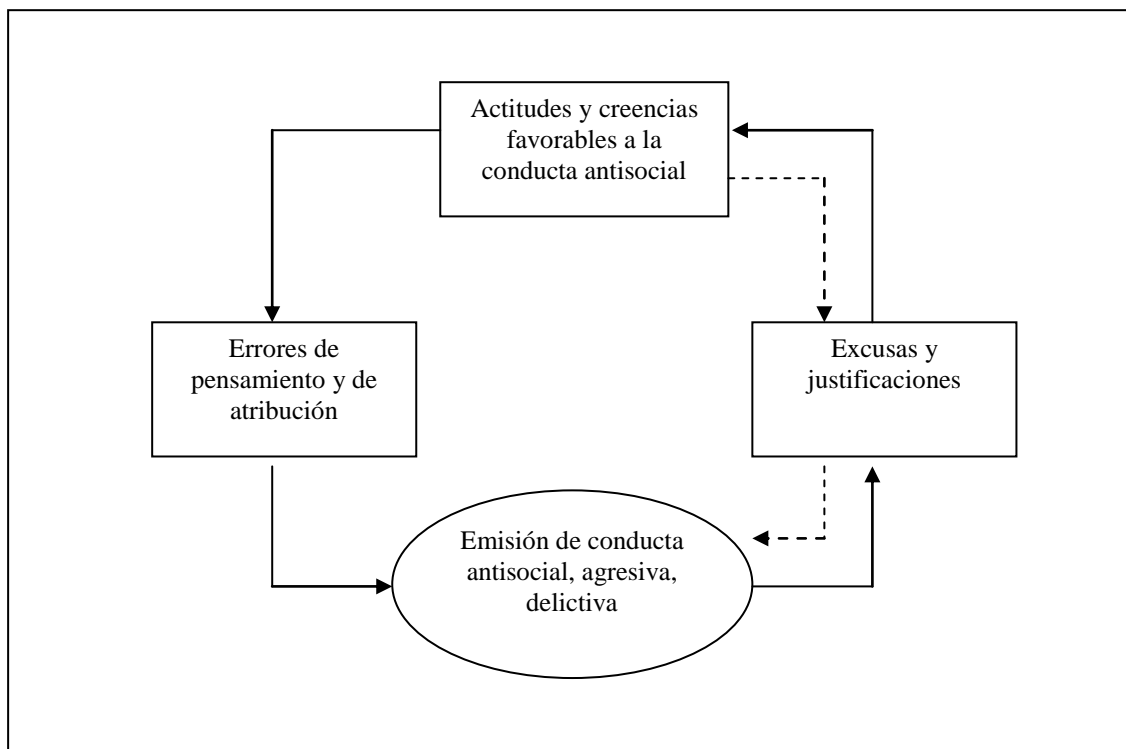 Actitudes y creencias
favorables a la
conducta antisocial
Errores de
pensamiento y de
atribución
Excusas y
justificaciones
Emisión de conducta
antisocial, agresiva,
delictiva